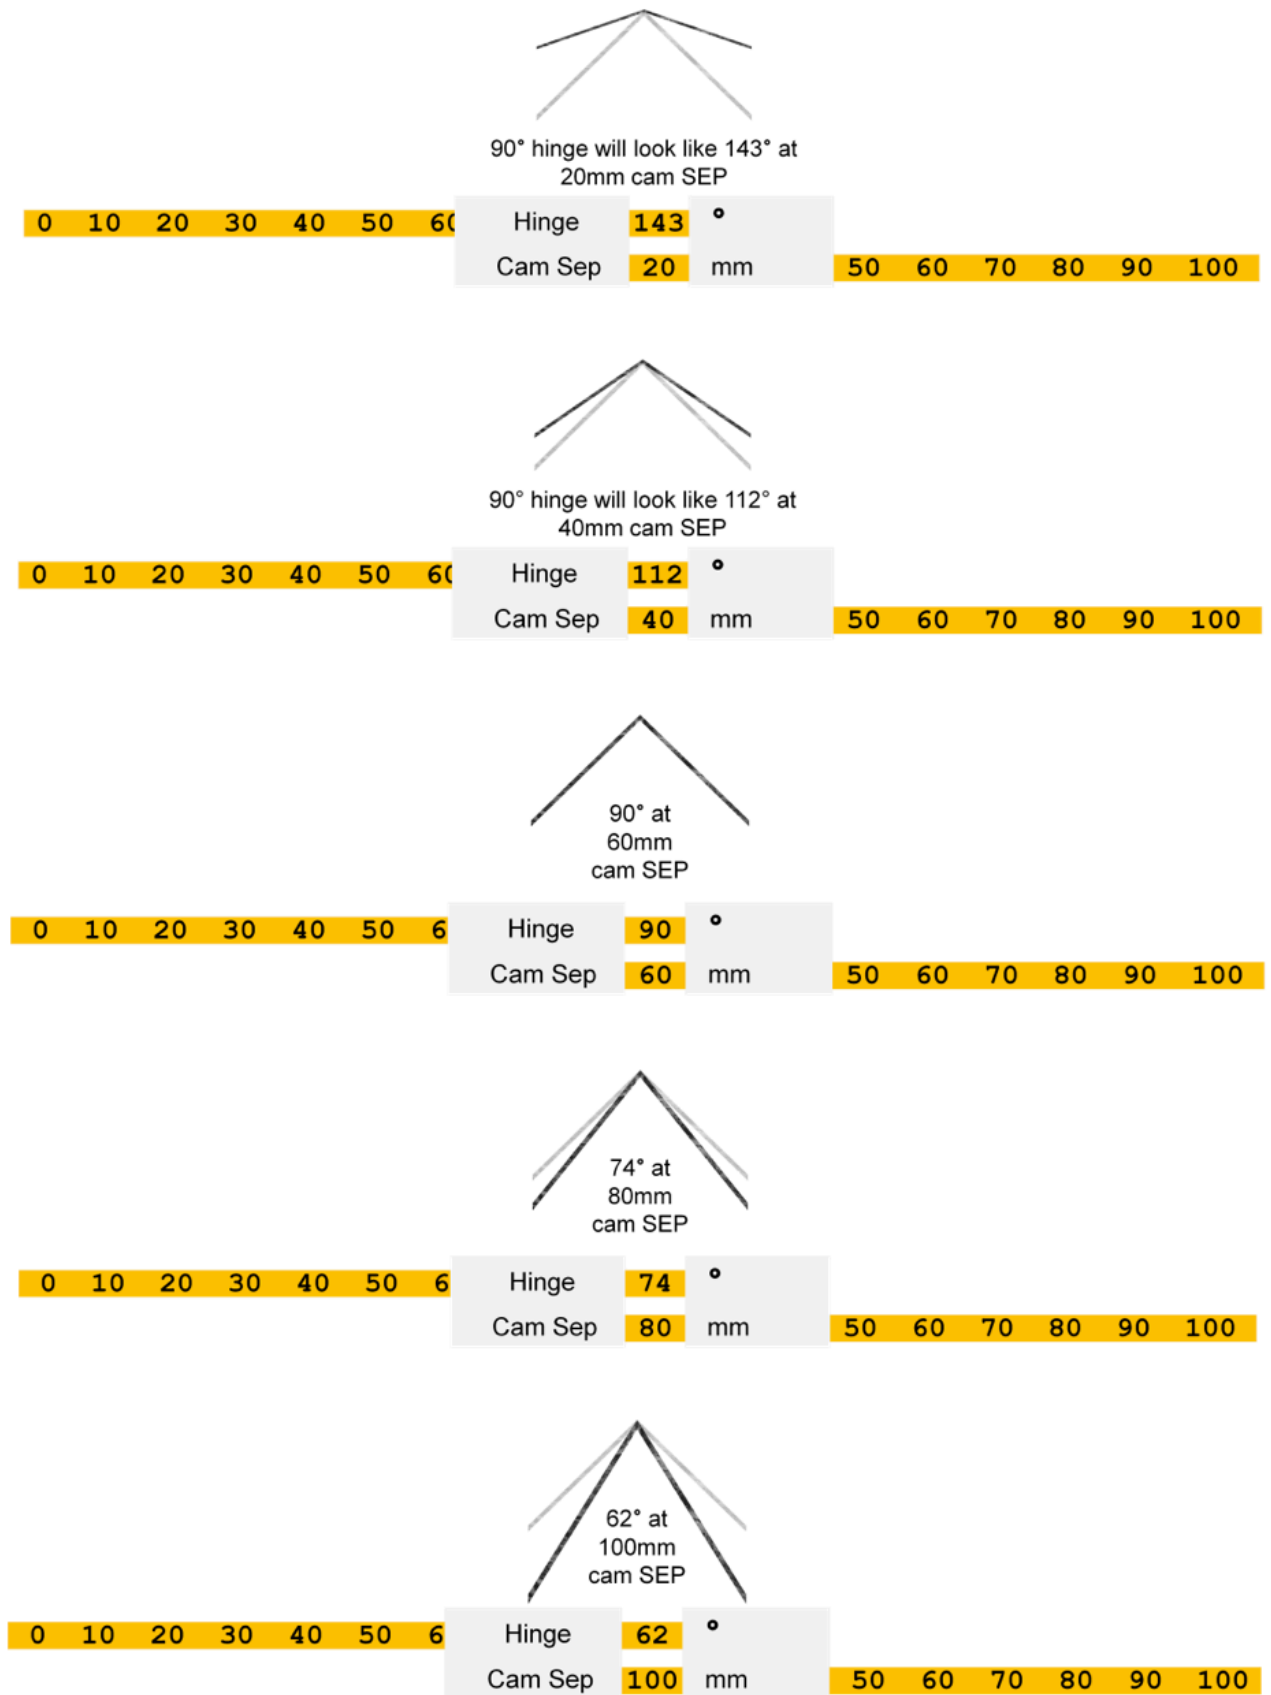 90° hinge will look like 143° at
20mm cam SEP
0 10 20 30 40 50 60 Hinge 143 °
Cam Sep 20 mm 50 60 70 80 90 100
90° hinge will look like 112° at
40mm cam SEP
0 10 20 30 40 50 60 Hinge 112 °
Cam Sep 40 mm 50 60 70 80 90 100
90° at
60mm
cam SEP
0 10 20 30 40 50 6 Hinge 90 °
Cam Sep 60 mm 50 60 70 80 90 100
74° at
80mm
cam SEP
0 10 20 30 40 50 6 Hinge 74 °
Cam Sep 80 mm 50 60 70 80 90 100
62° at
100mm
cam SEP
0 10 20 30 40 50 6 Hinge 62 °
Cam Sep 100 mm 50 60 70 80 90 100